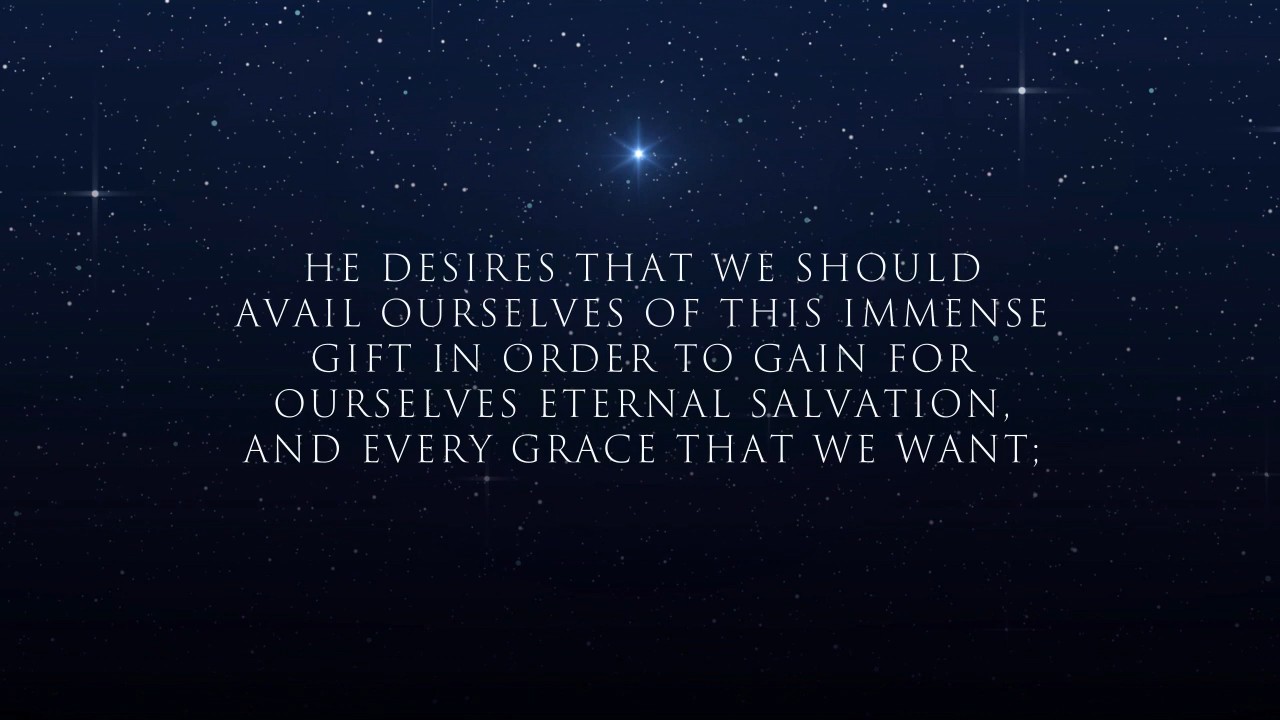 HE DESIRES THAT WE SHOULD
AVAIL OURSELVES OF THIS IMMENSE
GIFT IN ORDER TO GAIN FOR
OURSELVES ETERNAL SALVATION,
AND EVERY GRACE THAT WE WANT;